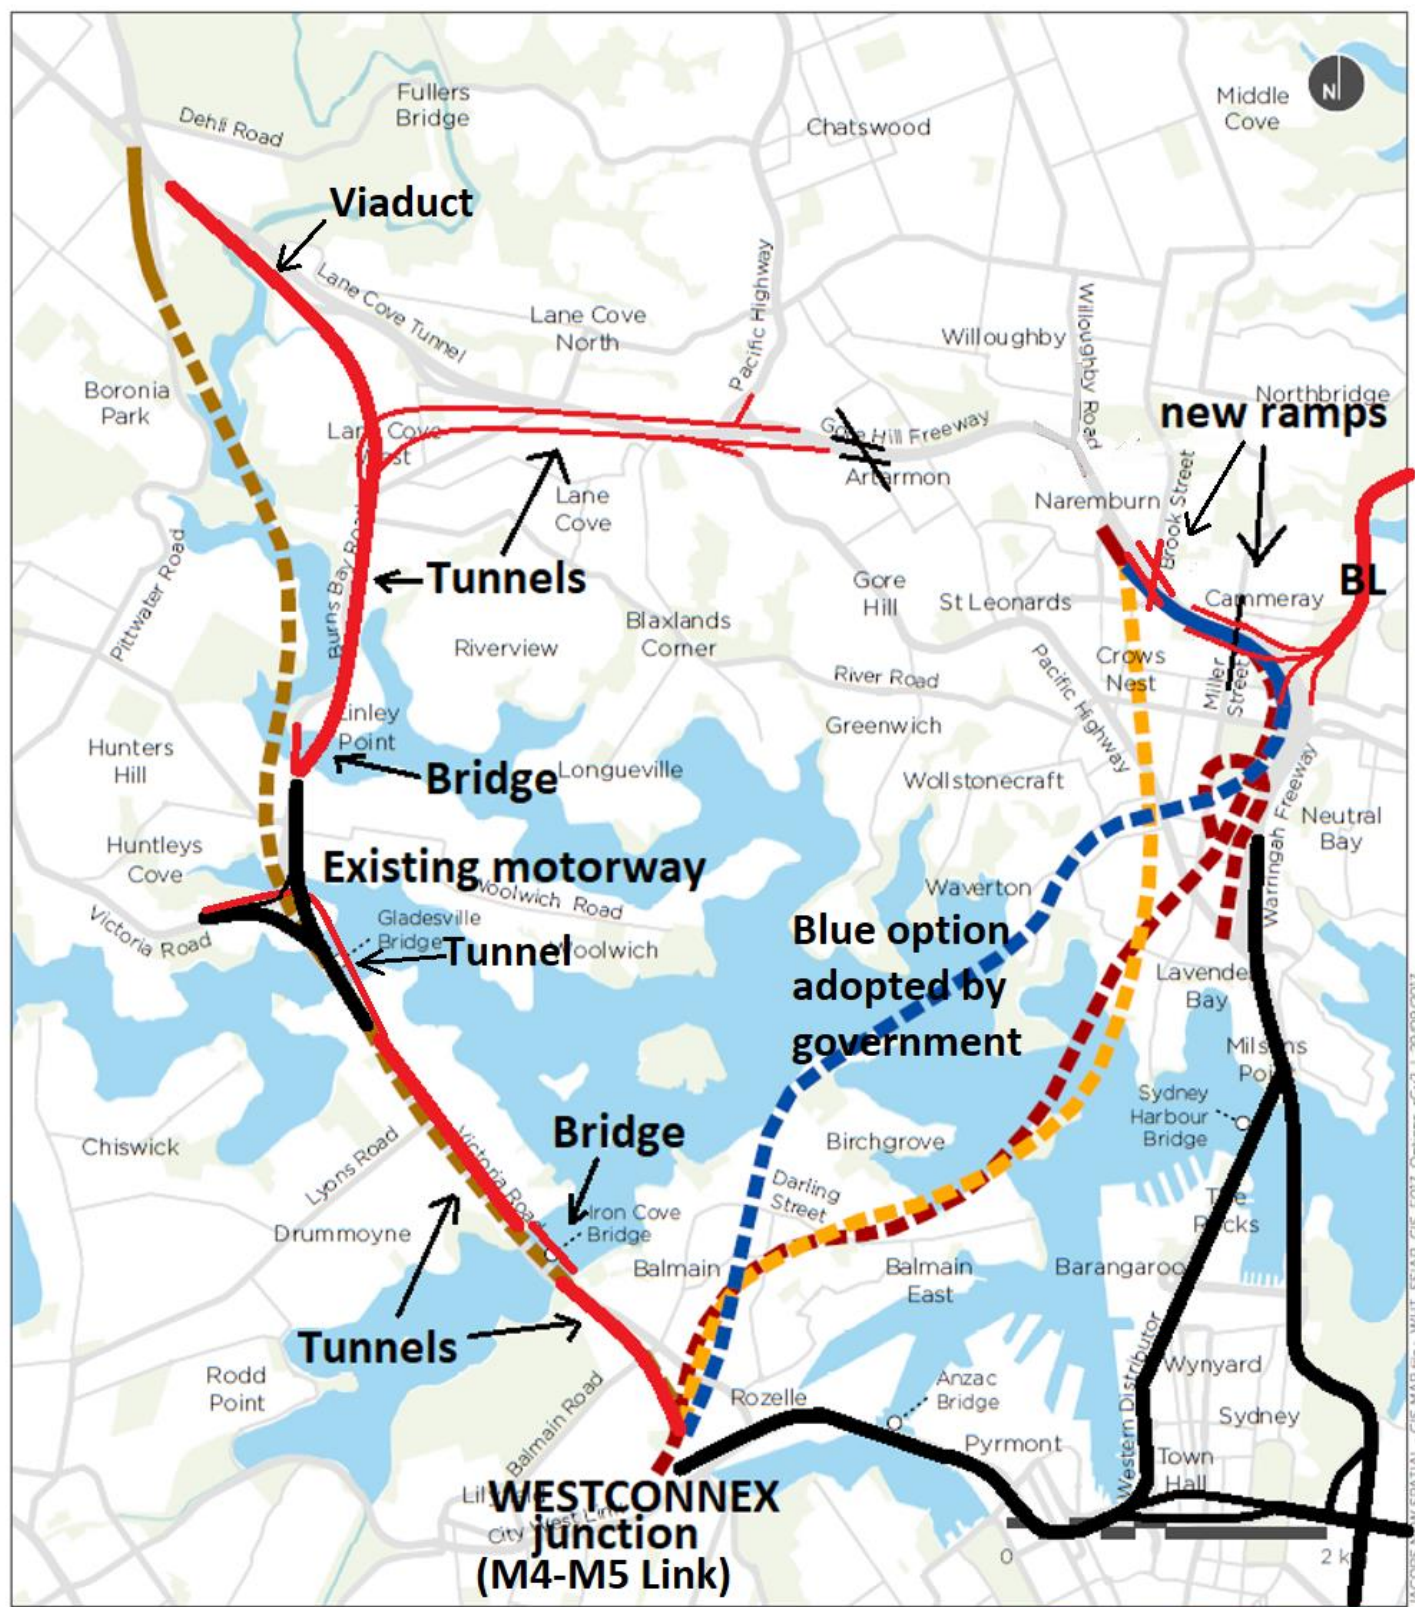 Fullers
Bridge
Middle
Cove
N
Dehli Road
Chatswood
Viaduct
Lane Cove Tunnel
Pacific Highway
Lane Cove
North
Willoughby
Willoughby Road
Boronia
Park
Northbridge
new ramps
Lane Cove
West
Gore Hill Freeway
Artarmon
Lane
Cove
Naremburn
Brook Street
Pittwater Road
Burns Bay Road
Tunnels
Gore
Hill
St Leonards
Cammeray
BL
Riverview
Blaxlands
Corner
Crows
Nest
Miller
Street
River Road
Pacific Highway
Linley
Point
Greenwich
Hunters
Hill
Bridge
Longueville
Wollstonecraft
Warringah Freeway
Neutral
Bay
Huntleys
Cove
Existing motorway
Woolwich Road
Waverton
Victoria Road
Gladesville
Bridge
Tunnel
Woolwich
Blue option
adopted by
government
Lavender
Bay
Milsons
Point
Sydney
Harbour
Bridge
Chiswick
Lyons Road
Victoria Road
Bridge
Birchgrove
Darling
Street
The
Rocks
Drummoyne
Iron Cove
Bridge
Balmain
Balmain
East
Barangaroo
Tunnels
Western Distributor
Wynyard
Rodd
Point
Balmain Road
Rozelle
Anzac
Bridge
Sydney
Pyrmont
Town
Hall
WESTCONNEX
City West Link
junction
(M4-M5 Link)
0
2 k